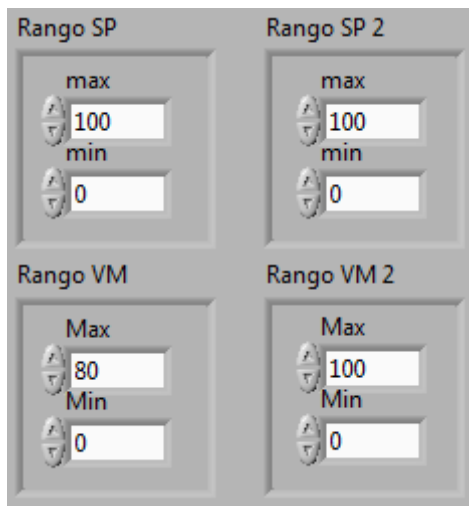 Rango SP
max
100
min
0
Rango SP 2
max
100
min
0
Rango VM
Max
80
Min
0
Rango VM 2
Max
100
Min
0